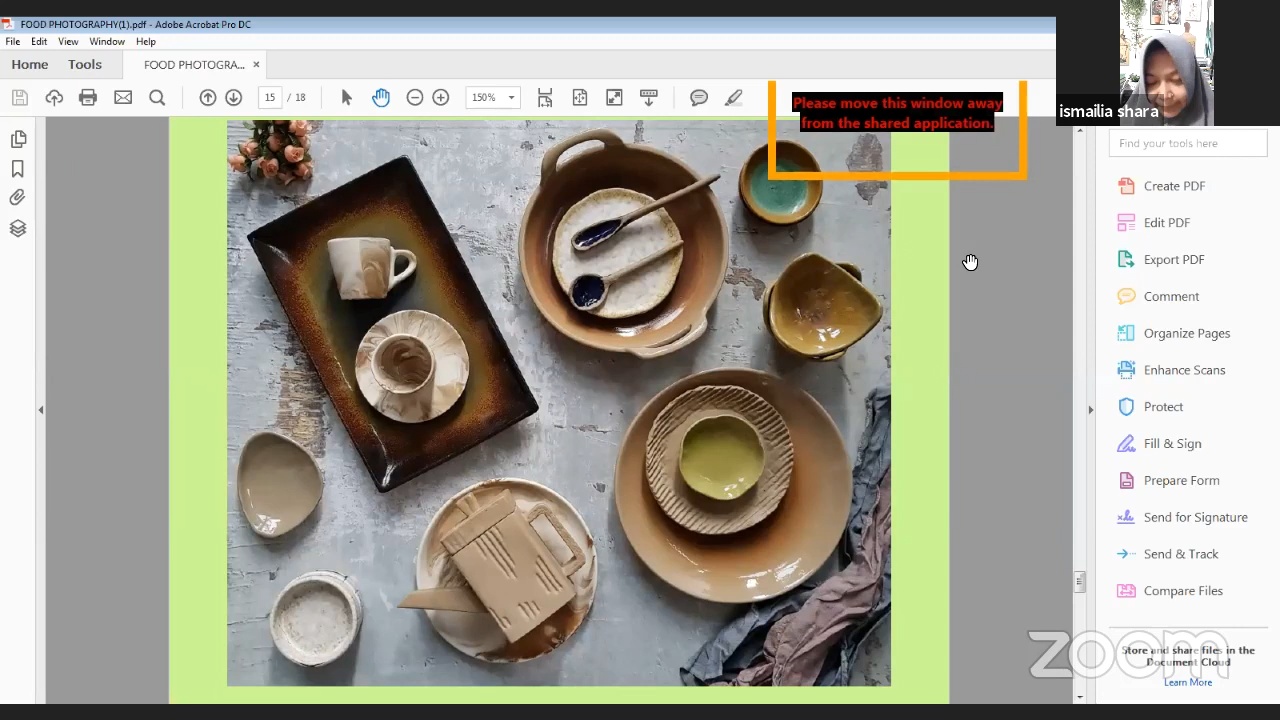 FOOD PHOTOGRAPHY(1).pdf - Adobe Acrobat Pro DC
File Edit View Window Help
Home Tools FOOD PHOTOGRA... ×
15 / 18 150%
Please move this window away
from the shared application.
ismailia shara
Find your tools here
Create PDF
Edit PDF
Export PDF
Comment
Organize Pages
Enhance Scans
Protect
Fill & Sign
Prepare Form
Send for Signature
Send & Track
Compare Files
Store and share files in the
Document Cloud
Learn More
zoom